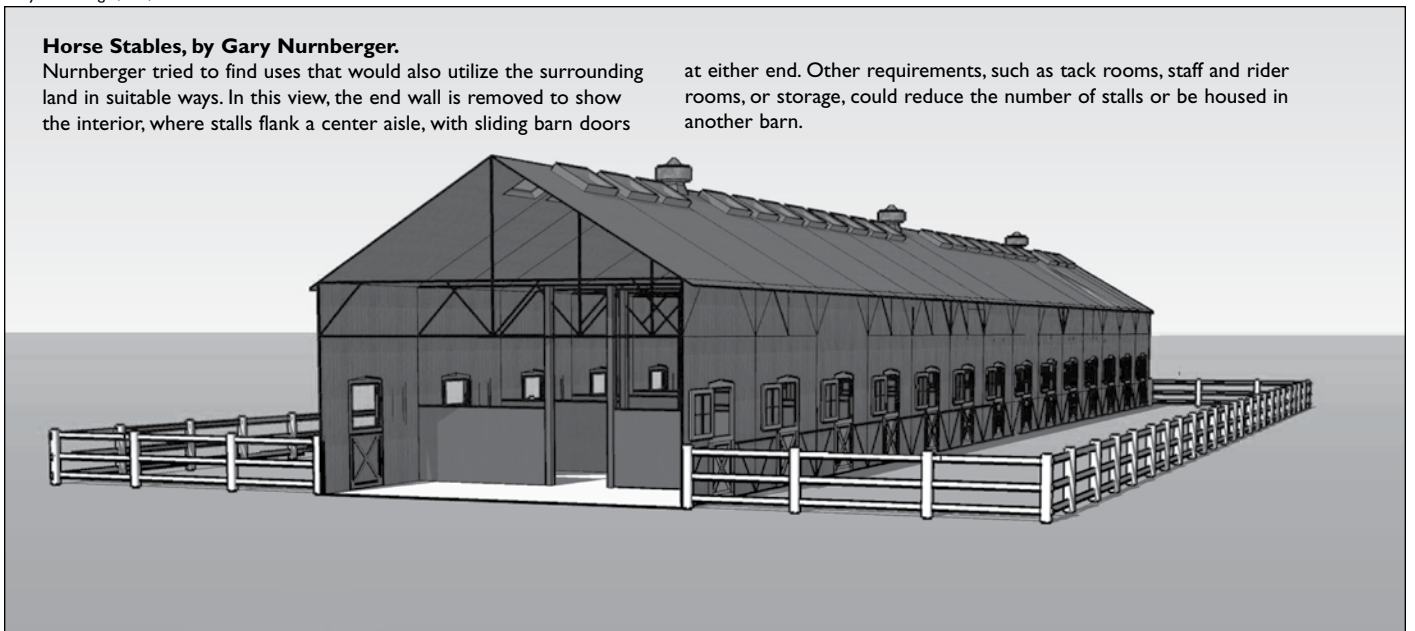 Horse Stables, by Gary Nurnberger.
Nurnberger tried to find uses that would also utilize the surrounding
land in suitable ways. In this view, the end wall is removed to show
the interior, where stalls flank a center aisle, with sliding barn doors
at either end. Other requirements, such as tack rooms, staff and rider
rooms, or storage, could reduce the number of stalls or be housed in
another barn.